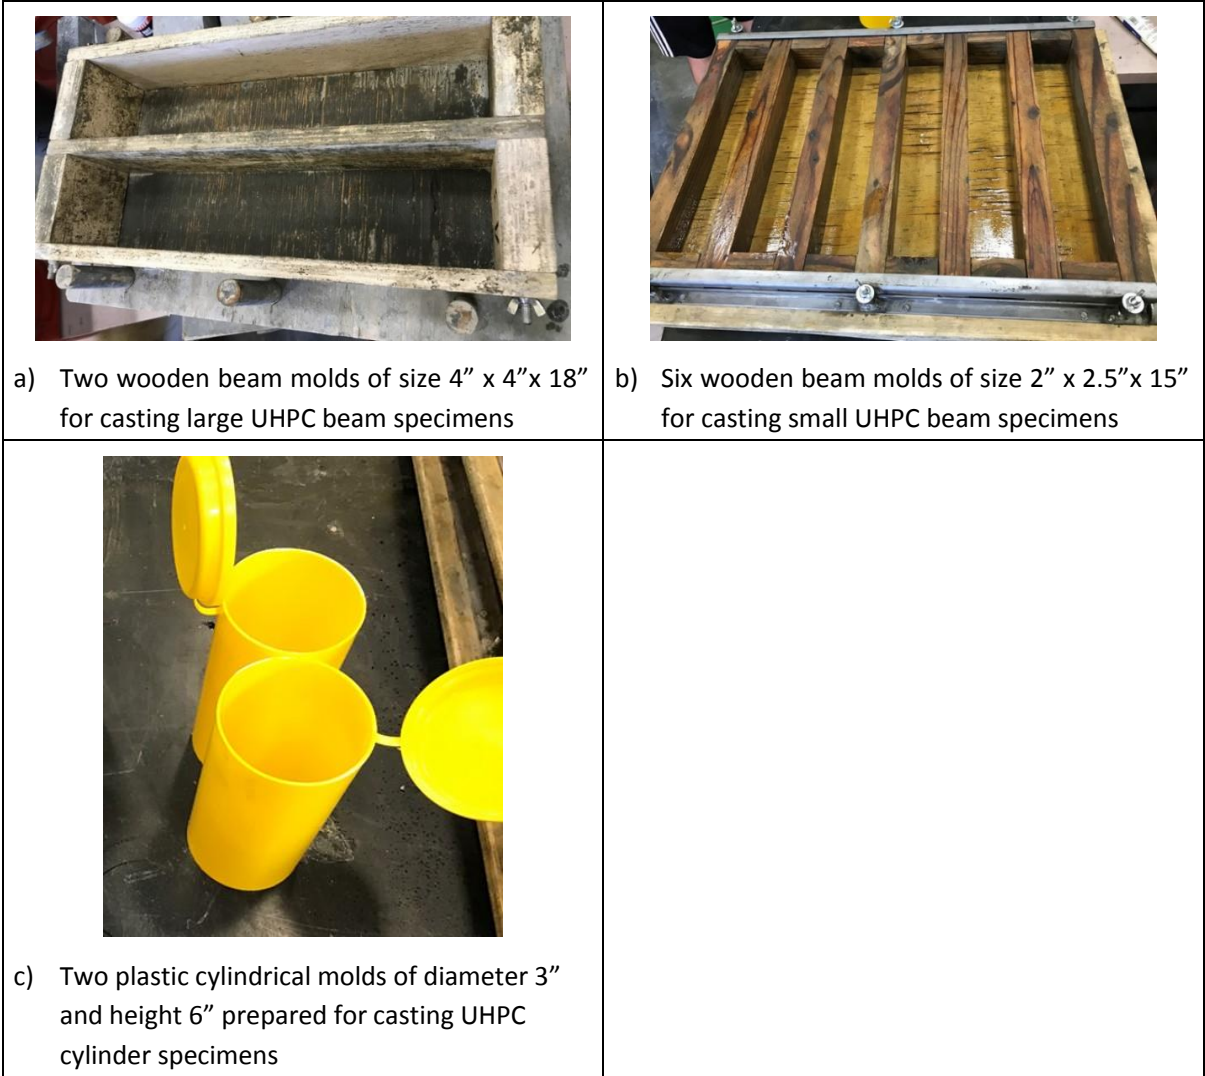 a) Two wooden beam molds of size 4” x 4”x 18”
for casting large UHPC beam specimens
b) Six wooden beam molds of size 2” x 2.5”x 15”
for casting small UHPC beam specimens
c) Two plastic cylindrical molds of diameter 3”
and height 6” prepared for casting UHPC
cylinder specimens